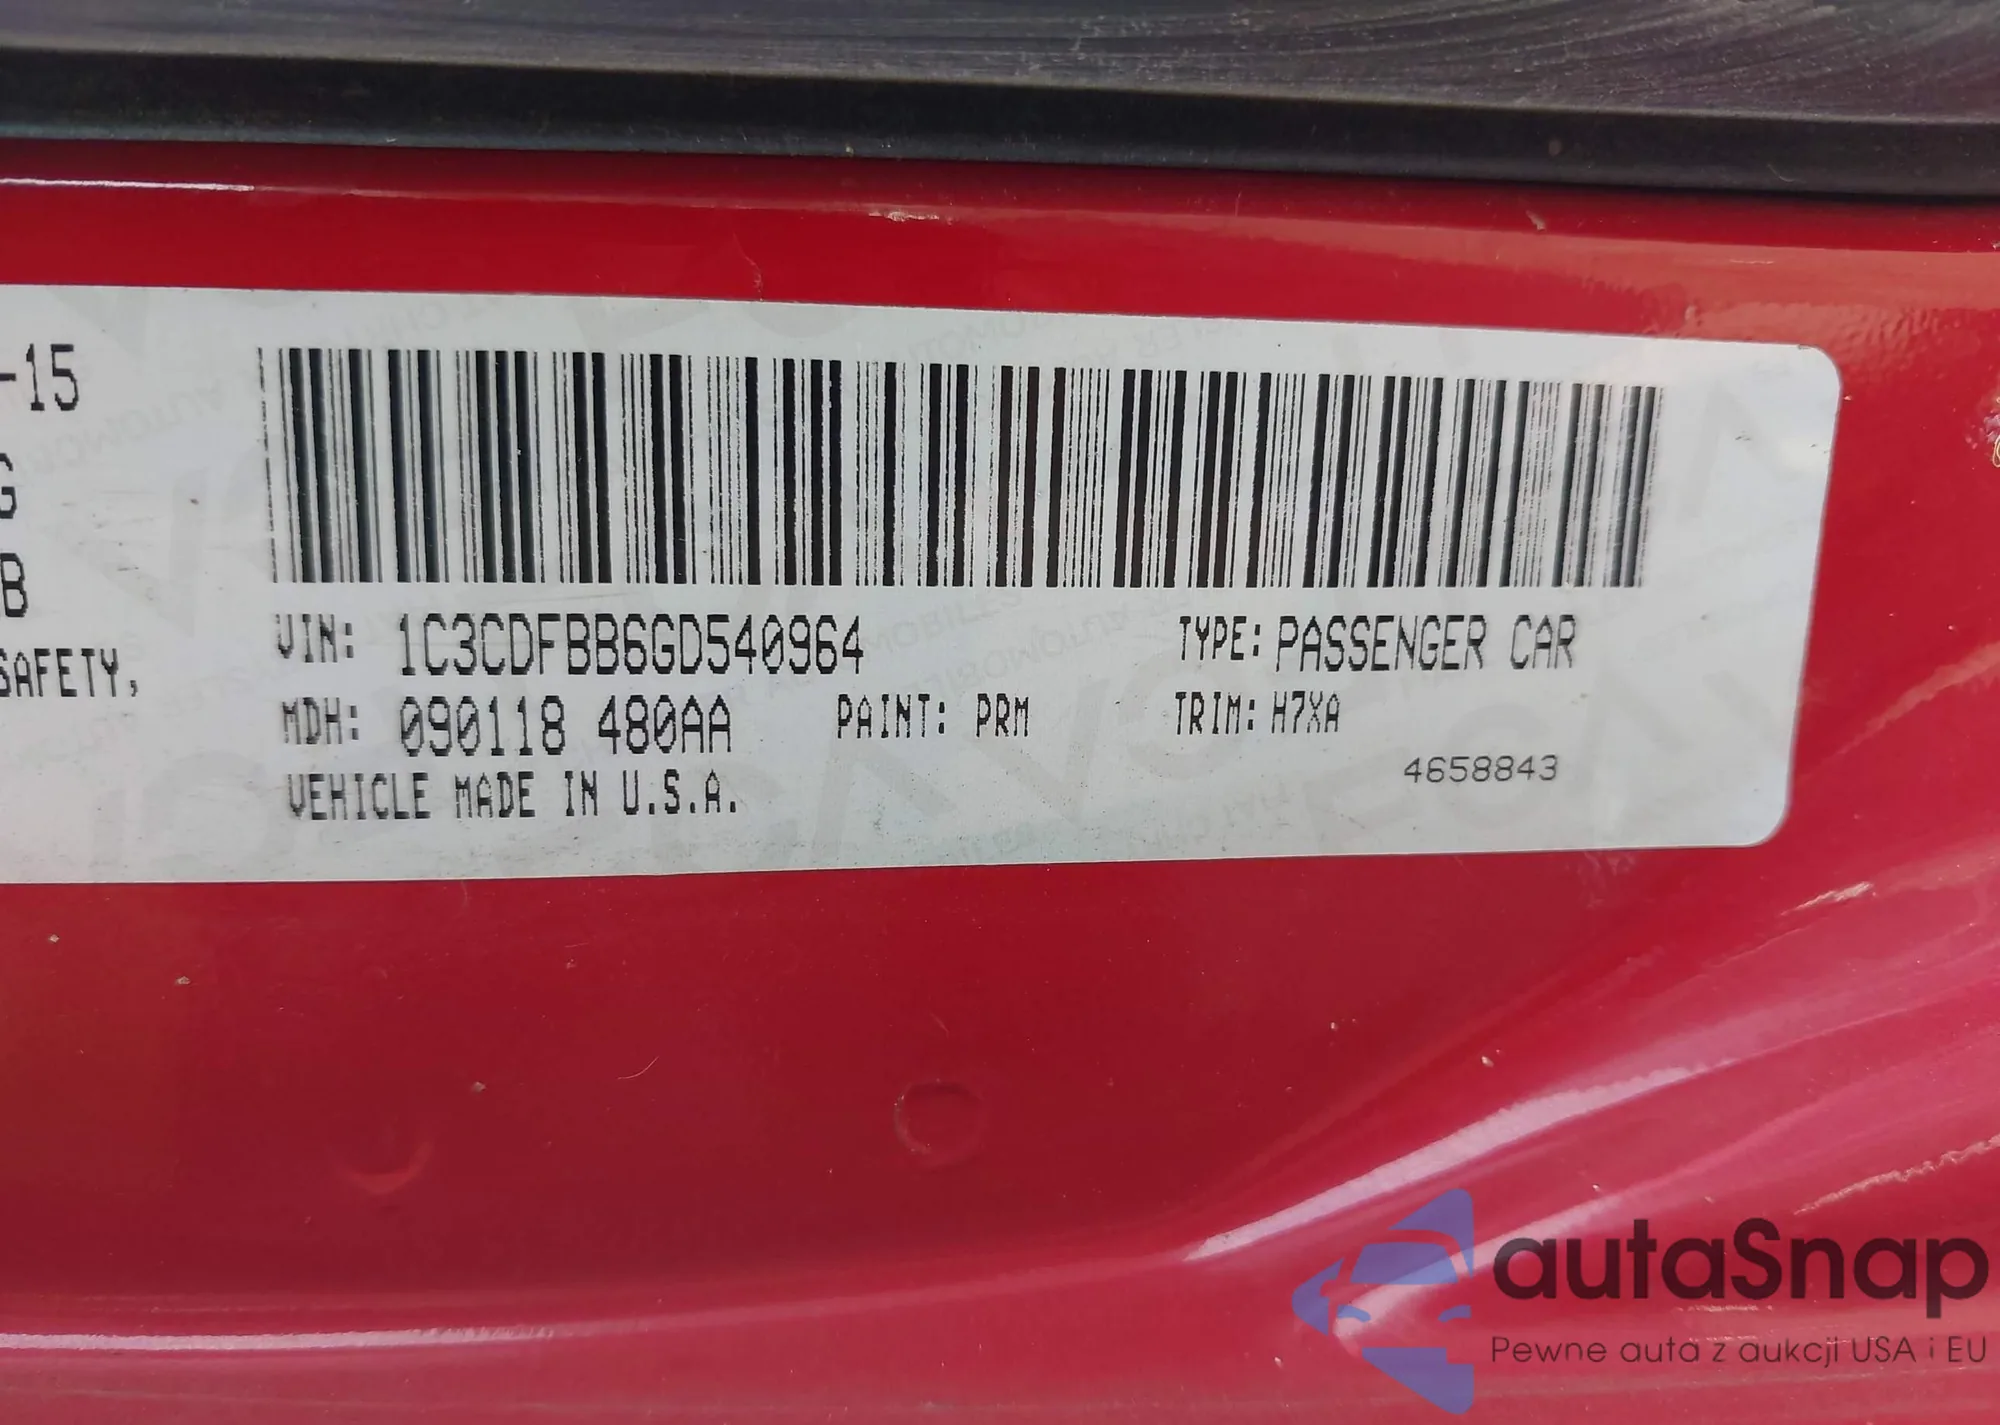 -15
G
B
SAFETY,
VIN: 1C3CDFBB6GD540964 TYPE: PASSENGER CAR
MDH: 090118 480AA PAINT: PRM TRIM: H7XA
VEHICLE MADE IN U.S.A.
4658843
autaSnap
Pewne auta z aukcji USA i EU